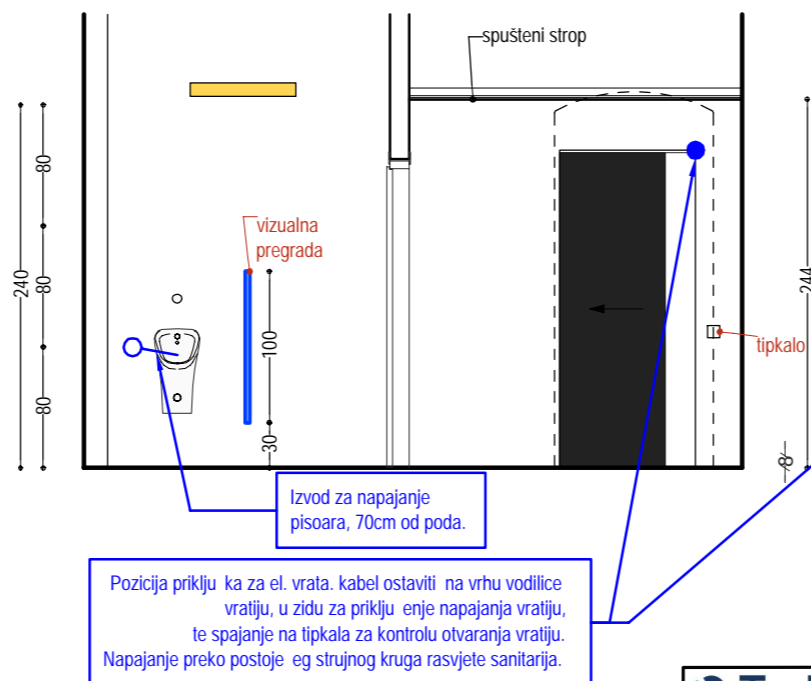 spušteni strop
vizualna
pregrada
tipkalo
80
80
80
240
100
30
244
8
Izvod za napajanje
pisoara, 70cm od poda.
Pozicija priklju ka za el. vrata. kabel ostaviti na vrhu vodilice
vratiju, u zidu za priklju enje napajanja vratiju,
te spajanje na tipkala za kontrolu otvaranja vratiju.
Napajanje preko postoje eg strujnog kruga rasvjete sanitarija.